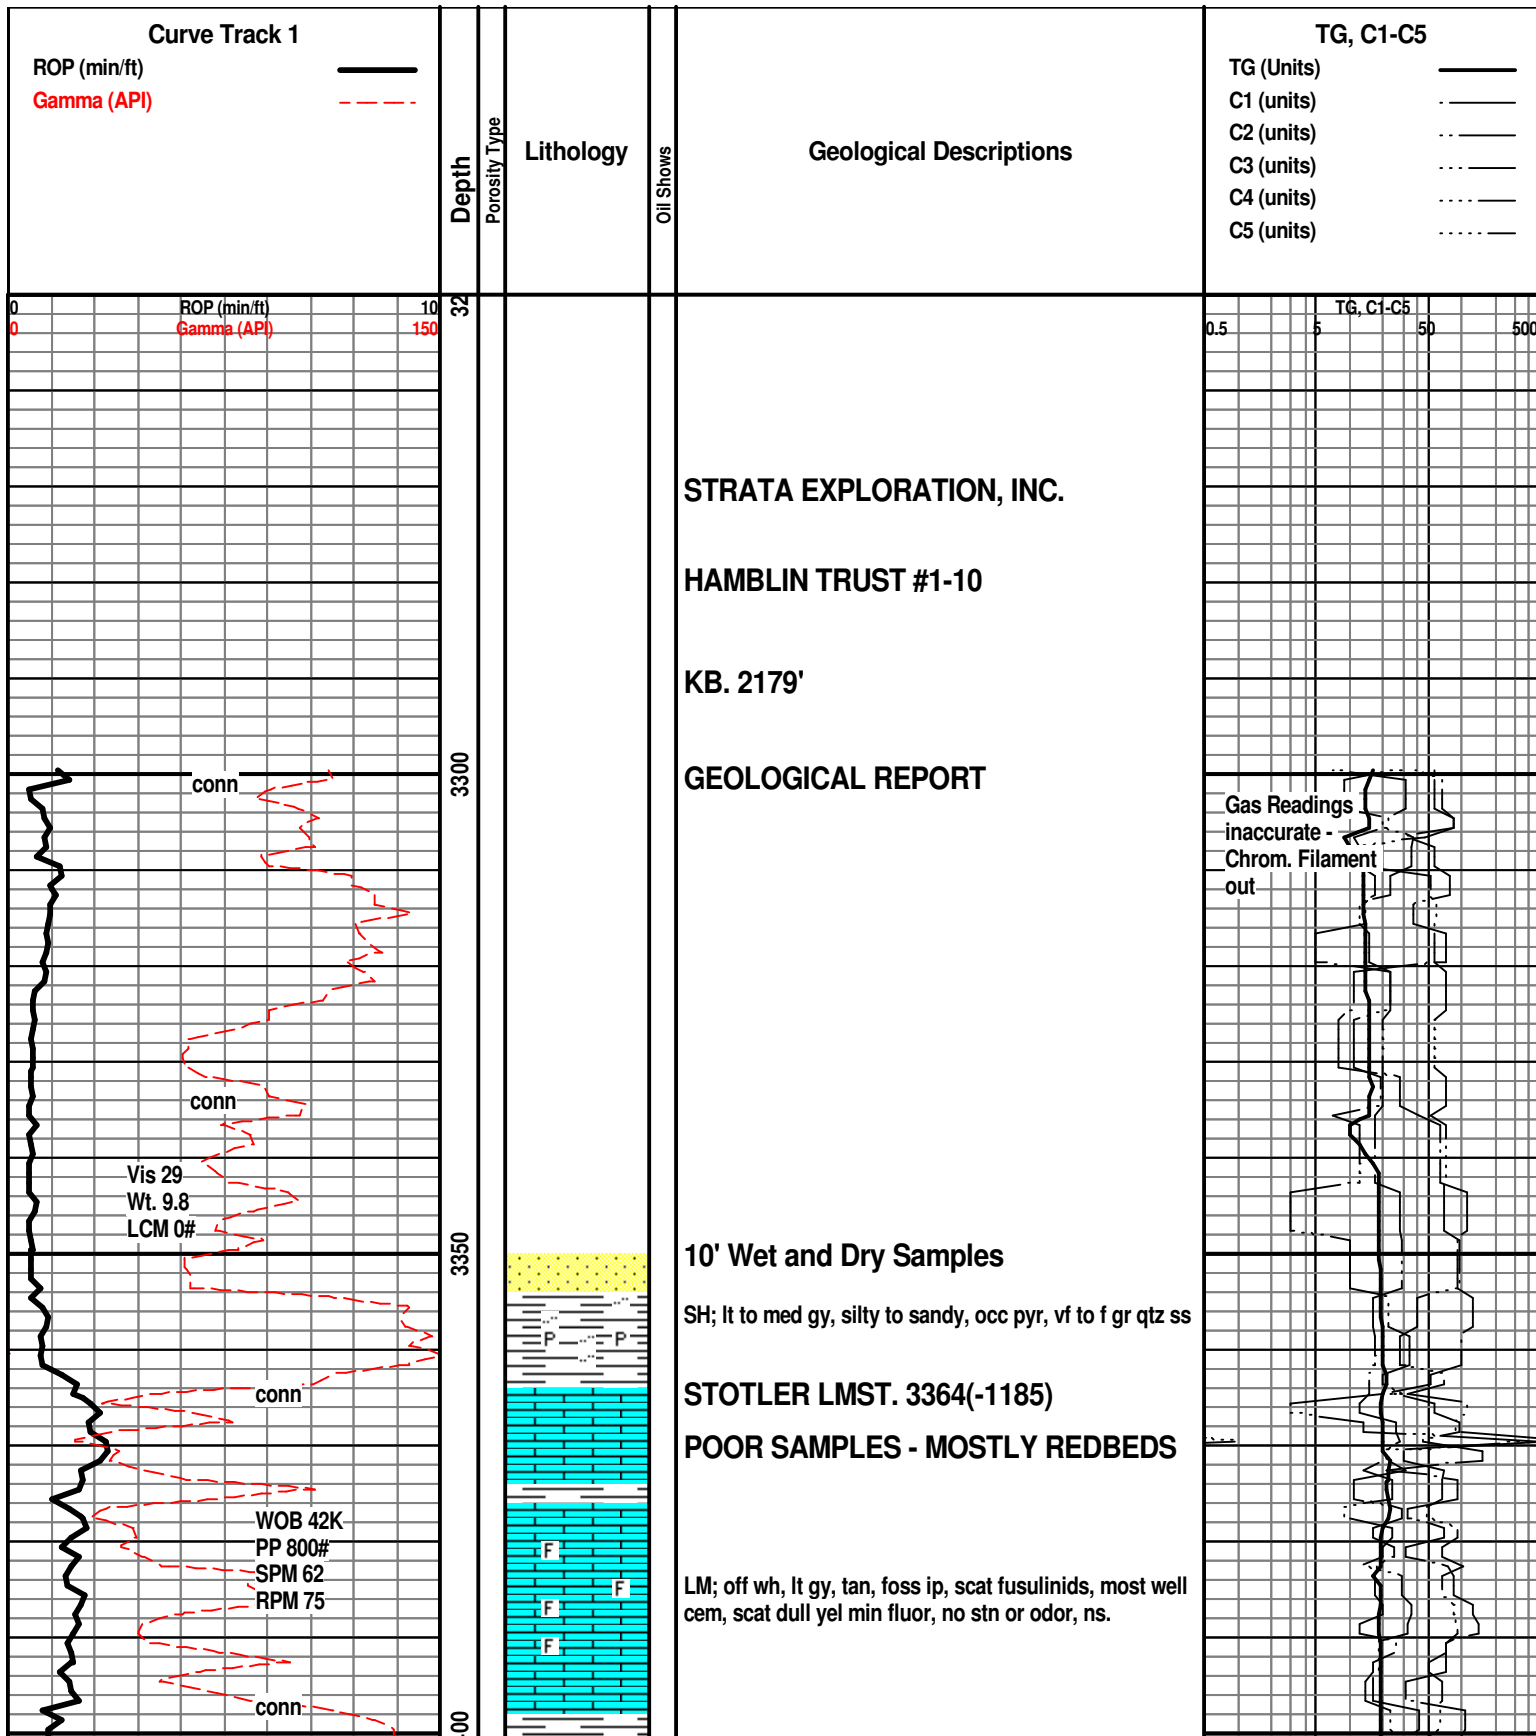 Curve Track 1
ROP (min/ft)
Gamma (API)
Depth
Porosity Type
Lithology
Oil Shows
Geological Descriptions
TG, C1-C5
TG (Units)
C1 (units)
C2 (units)
C3 (units)
C4 (units)
C5 (units)
0 ROP (min/ft) 10
0 Gamma (API) 150
32
TG, C1-C5
0.5 5 50 500
STRATA EXPLORATION, INC.
HAMBLIN TRUST #1-10
KB. 2179'
3300
conn
GEOLOGICAL REPORT
Gas Readings
inaccurate -
Chrom. Filament
out
conn
Vis 29
Wt. 9.8
LCM 0#
3350
10' Wet and Dry Samples
SH; lt to med gy, silty to sandy, occ pyr, vf to f gr qtz ss
P P
conn
STOTLER LMST. 3364(-1185)
POOR SAMPLES - MOSTLY REDBEDS
WOB 42K
PP 800#
SPM 62
RPM 75
F
F
F
F
LM; off wh, lt gy, tan, foss ip, scat fusulinids, most well
cem, scat dull yel min fluor, no stn or odor, ns.
conn
00